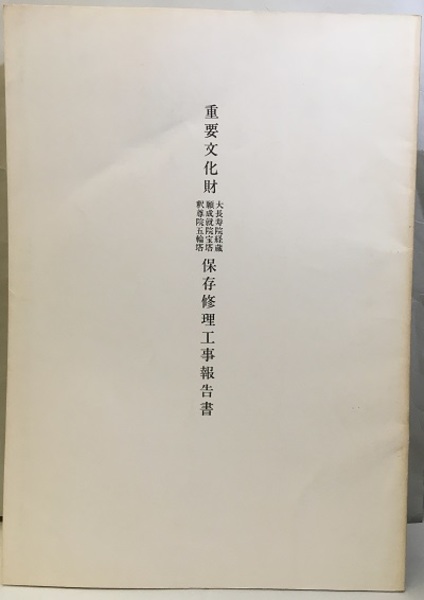 重要文化財
大長寿院経蔵
願成就院宝塔
釈尊院五輪塔
保存修理工事報告書